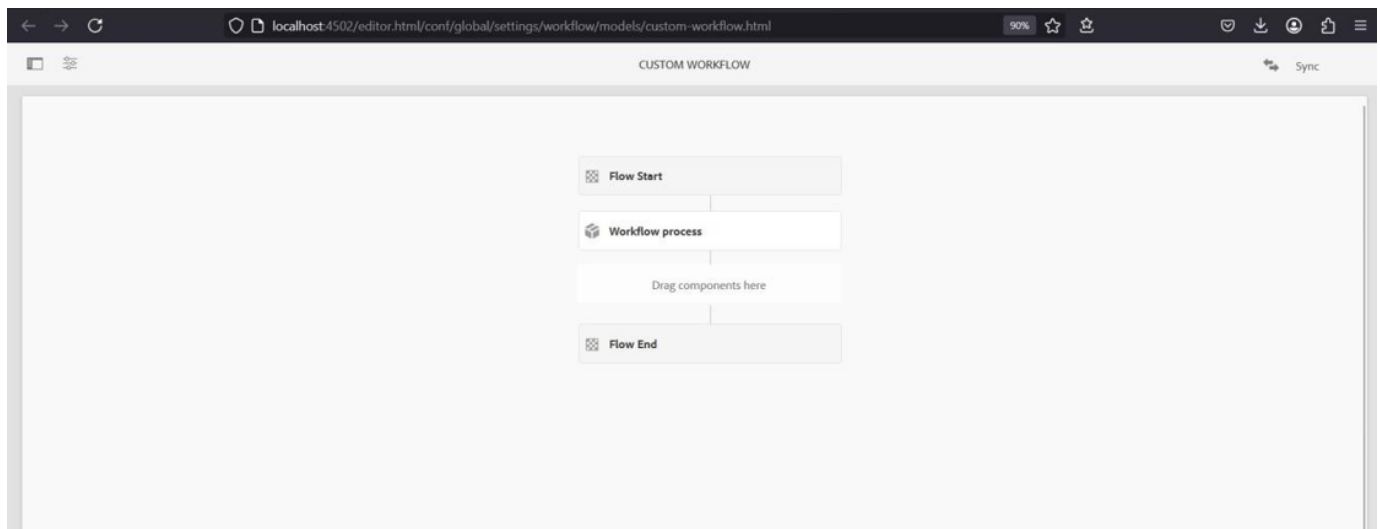 localhost:4502/editor.html/conf/global/settings/workflow/models/custom-workflow.html
90%
CUSTOM WORKFLOW
Sync
Flow Start
Workflow process
Drag components here
Flow End